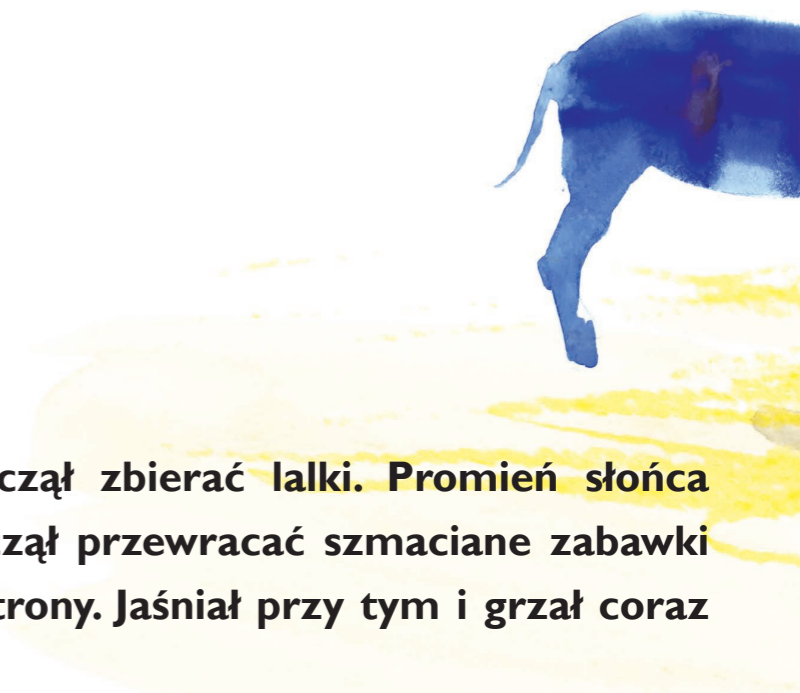 czął zbierać lalki. Promień słońca
zął przewracać szmaciane zabawki
trony. Jaśniał przy tym i grzał coraz